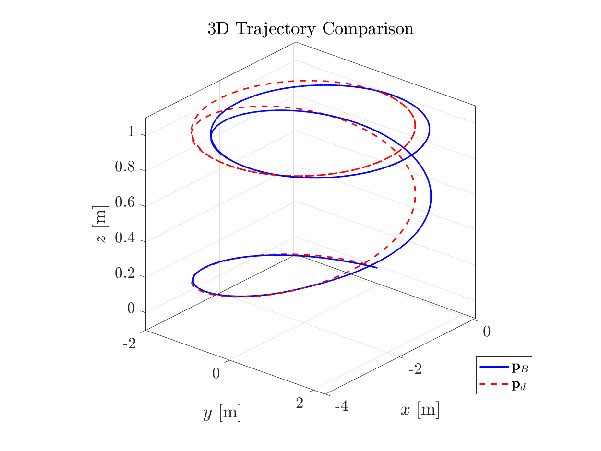 3D Trajectory Comparison
1
0.8
0.6
0.4
0.2
0
z [m]
-2
0
2
y [m]
-4
-2
0
x [m]
p_B
p_d